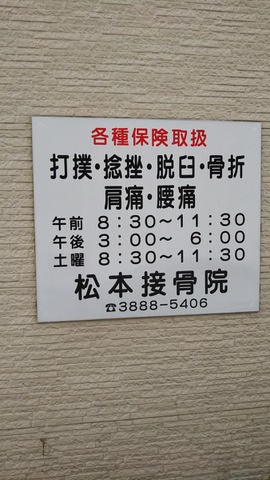 各種保険取扱
打撲・捻挫・脱臼・骨折
肩痛・腰痛
午前 8：30～11：30
午後 3：00～ 6：00
土曜 8：30～11：30
松本接骨院
☎3888-5406